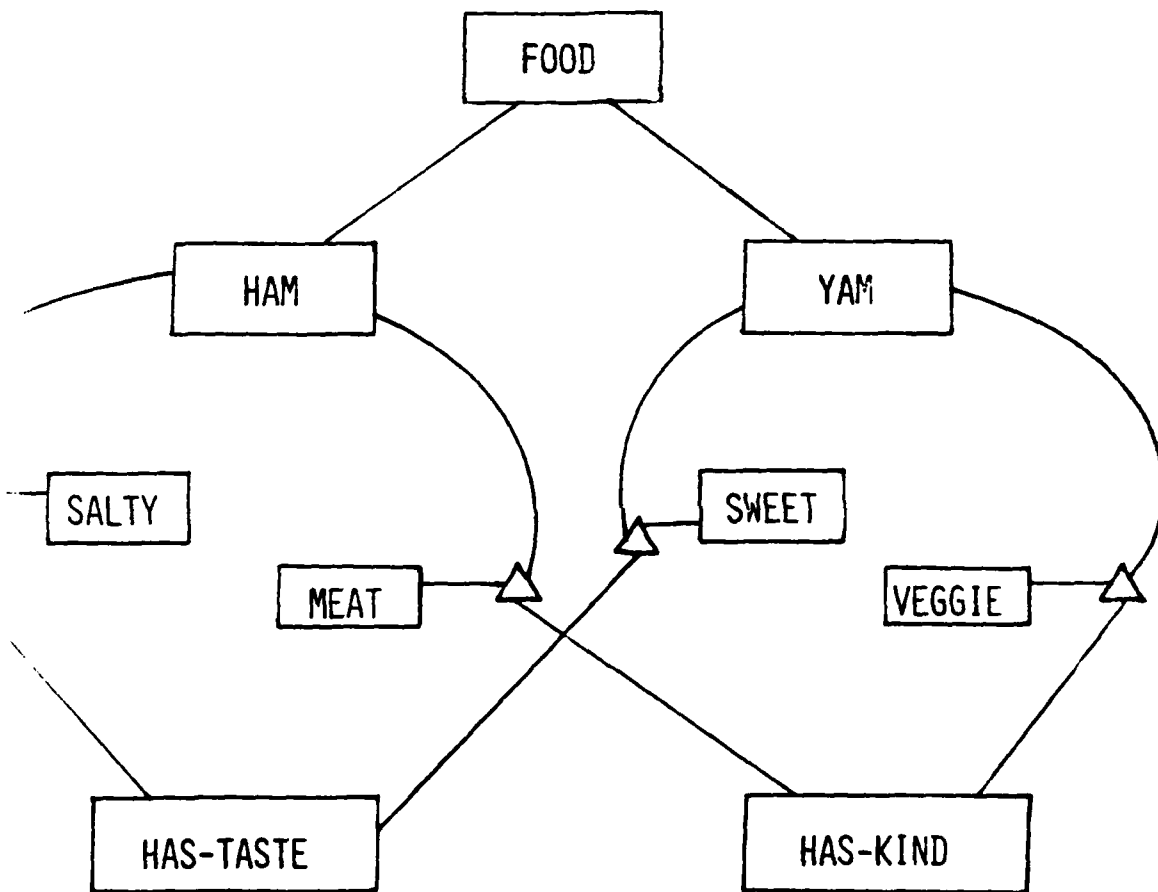 FOOD
HAM
YAM
SALTY
SWEET
MEAT
VEGGIE
HAS-TASTE
HAS-KIND